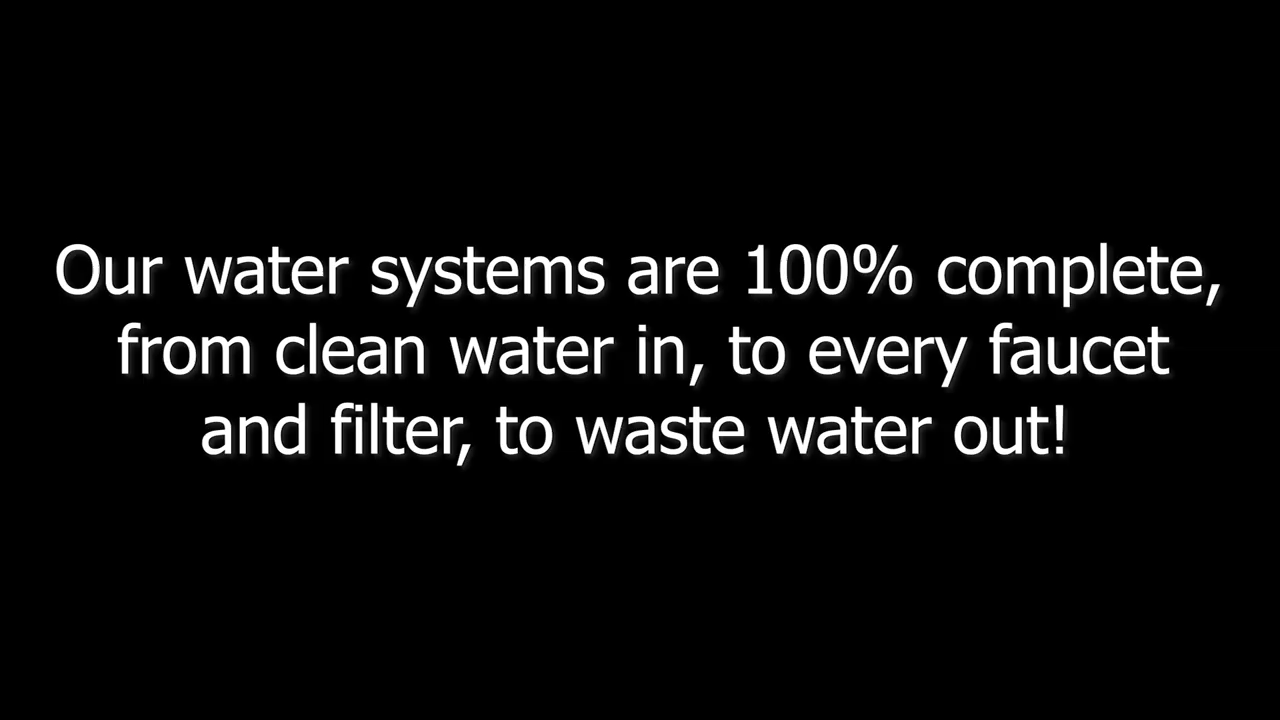 Our water systems are 100% complete,
from clean water in, to every faucet
and filter, to waste water out!